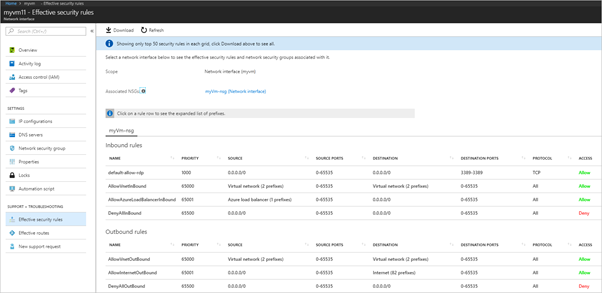 Home > myvm - Effective security rules
myvm11 - Effective security rules
Network interface
Search (Ctrl+/)
Overview
Activity log
Access control (IAM)
Tags
SETTINGS
IP configurations
DNS servers
Network security group
Properties
Locks
Automation script
SUPPORT + TROUBLESHOOTING
Effective security rules
Effective routes
New support request
Download Refresh
Showing only top 50 security rules in each grid, click Download above to see all.
Select a network interface below to see the effective security rules and network security groups associated with it.
Scope Network interface (myvm)
Associated NSGs: myVm-nsg (Network interface)
Click on a rule row to see the expanded list of prefixes.
myVm-nsg
Inbound rules
NAME PRIORITY SOURCE SOURCE PORTS DESTINATION DESTINATION PORTS PROTOCOL ACCESS
default-allow-rdp 1000 0.0.0.0/0 0-65535 0.0.0.0/0 3389-3389 TCP Allow
AllowVnetInBound 65000 Virtual network (2 prefixes) 0-65535 Virtual network (2 prefixes) 0-65535 All Allow
AllowAzureLoadBalancerInBound 65001 Azure load balancer (1 prefixes) 0-65535 0.0.0.0/0 0-65535 All Allow
DenyAllInBound 65500 0.0.0.0/0 0-65535 0.0.0.0/0 0-65535 All Deny
Outbound rules
NAME PRIORITY SOURCE SOURCE PORTS DESTINATION DESTINATION PORTS PROTOCOL ACCESS
AllowVnetOutBound 65000 Virtual network (2 prefixes) 0-65535 Virtual network (2 prefixes) 0-65535 All Allow
AllowInternetOutBound 65001 0.0.0.0/0 0-65535 Internet (82 prefixes) 0-65535 All Allow
DenyAllOutBound 65500 0.0.0.0/0 0-65535 0.0.0.0/0 0-65535 All Deny